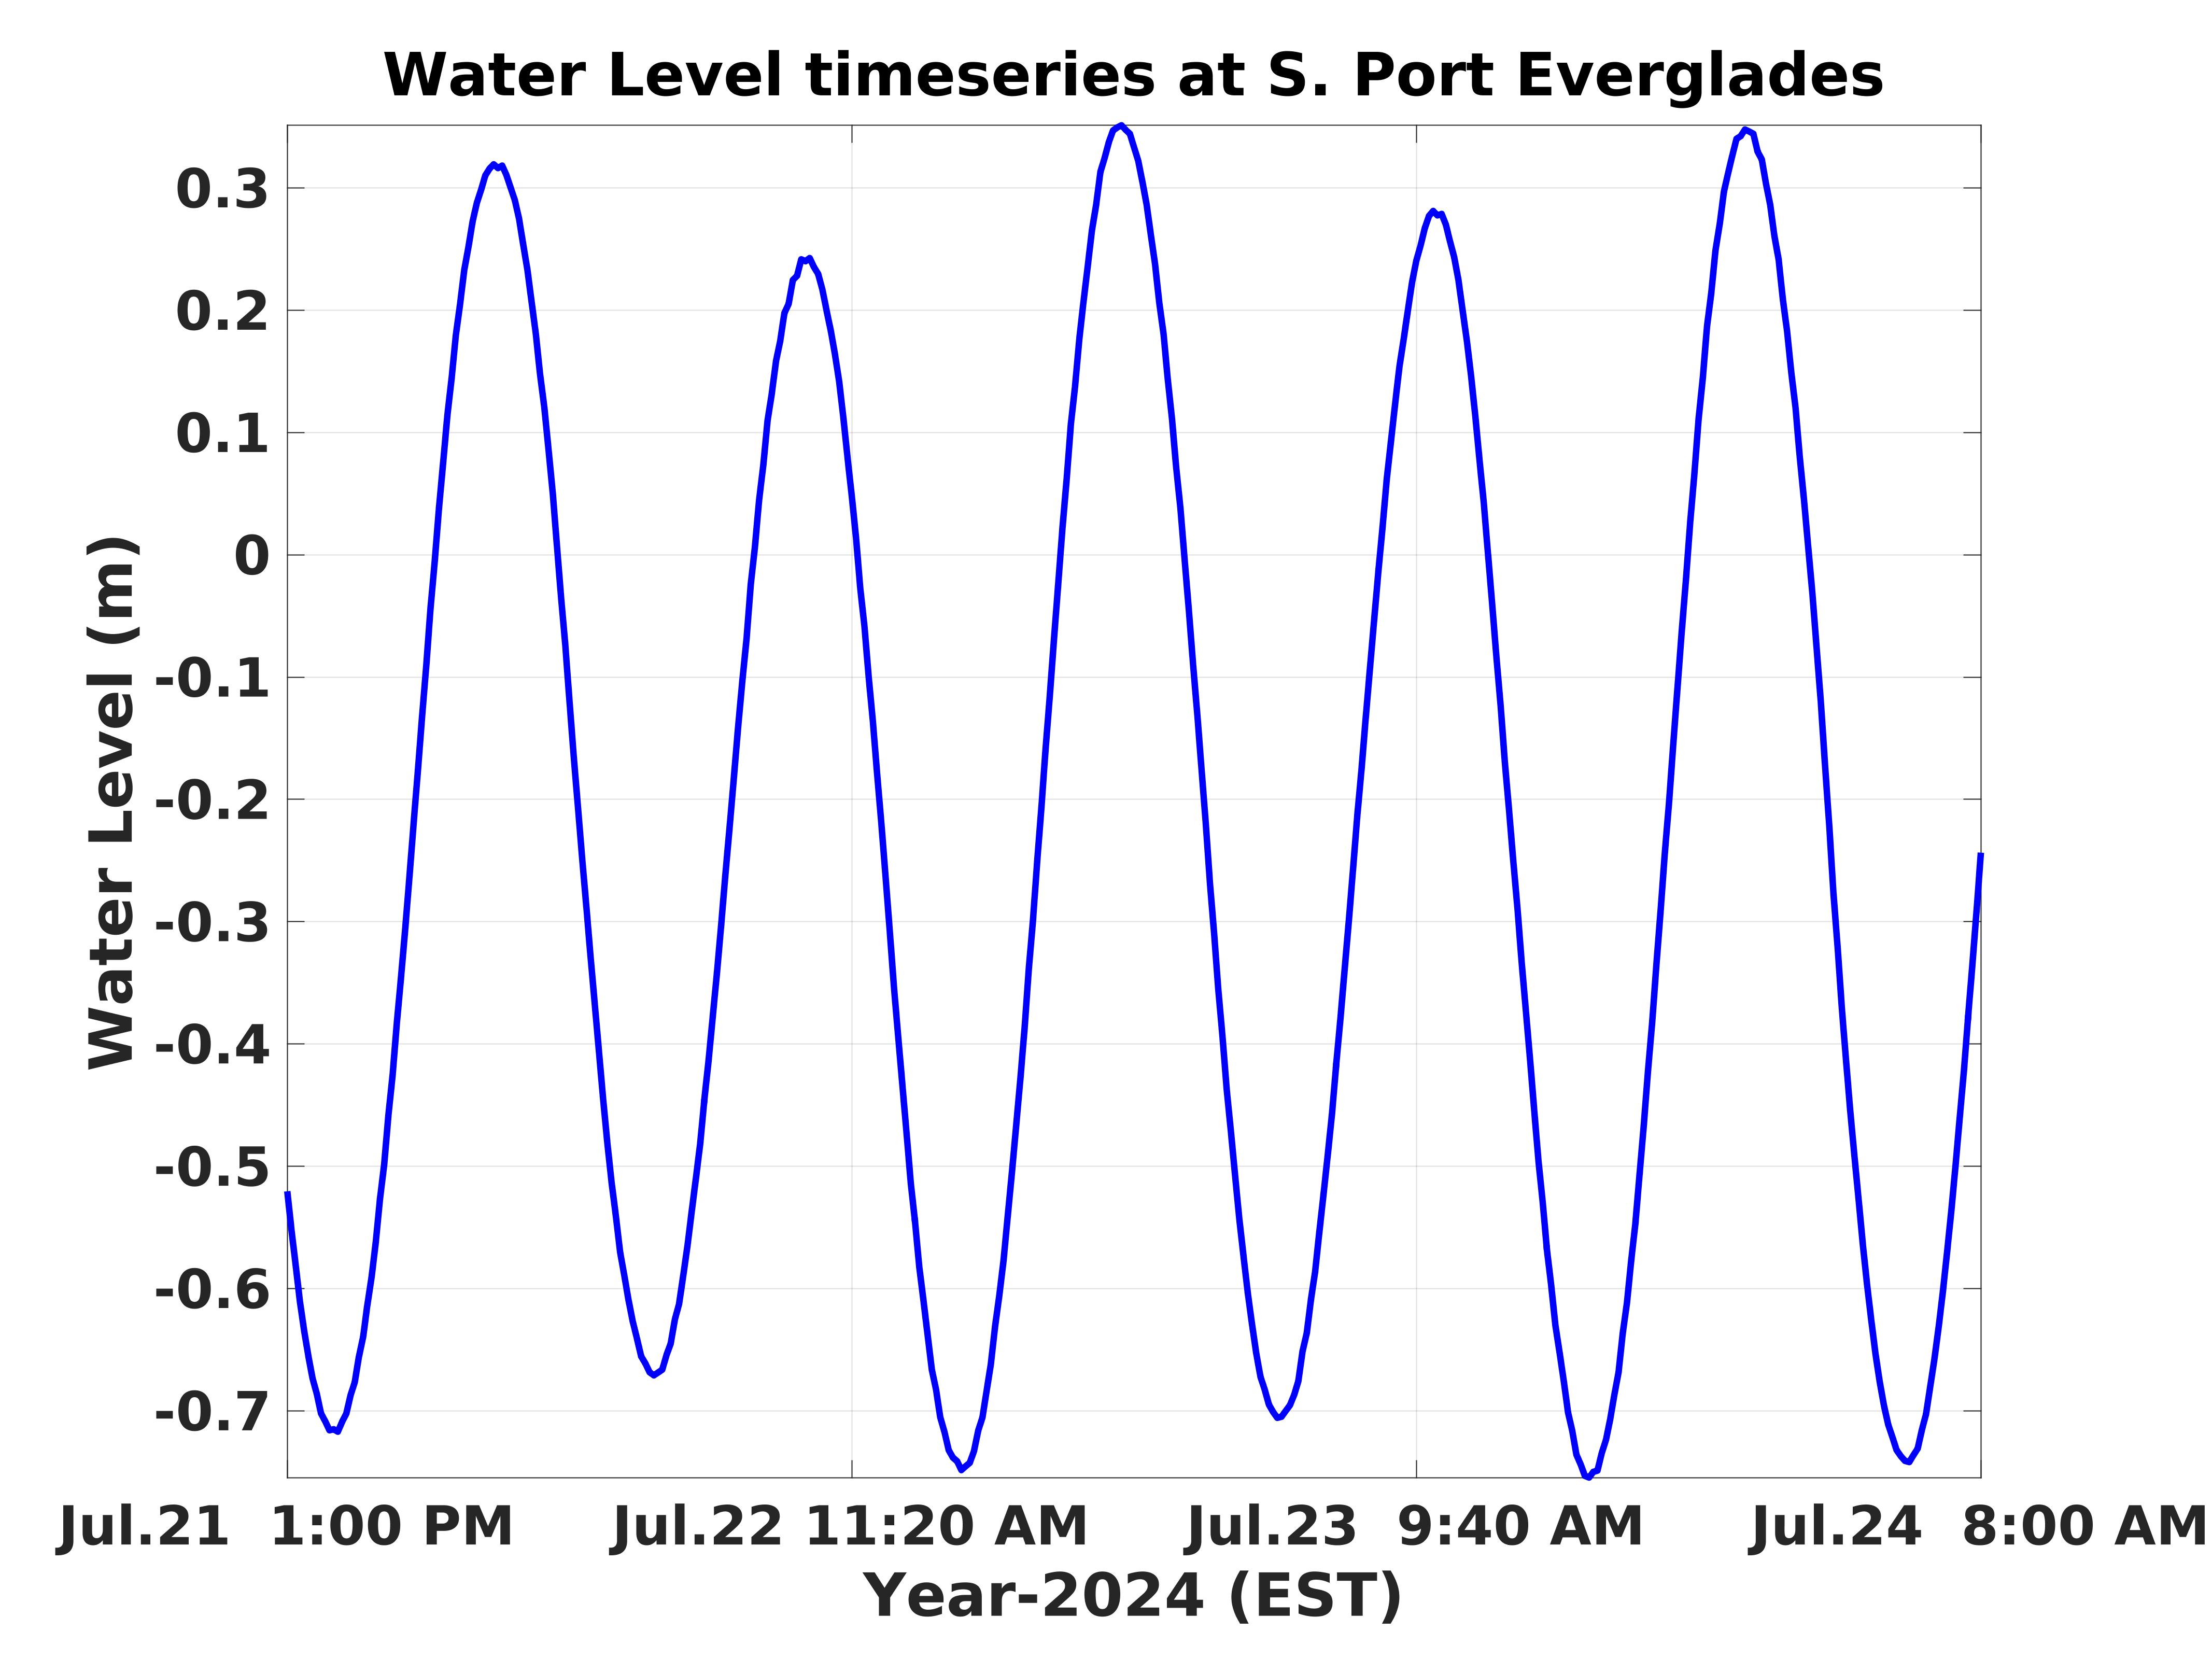 Water Level timeseries at S. Port Everglades
Water Level (m)
0.3
0.2
0.1
0
-0.1
-0.2
-0.3
-0.4
-0.5
-0.6
-0.7
Jul.21 1:00 PM Jul.22 11:20 AM Jul.23 9:40 AM Jul.24 8:00 AM
Year-2024 (EST)